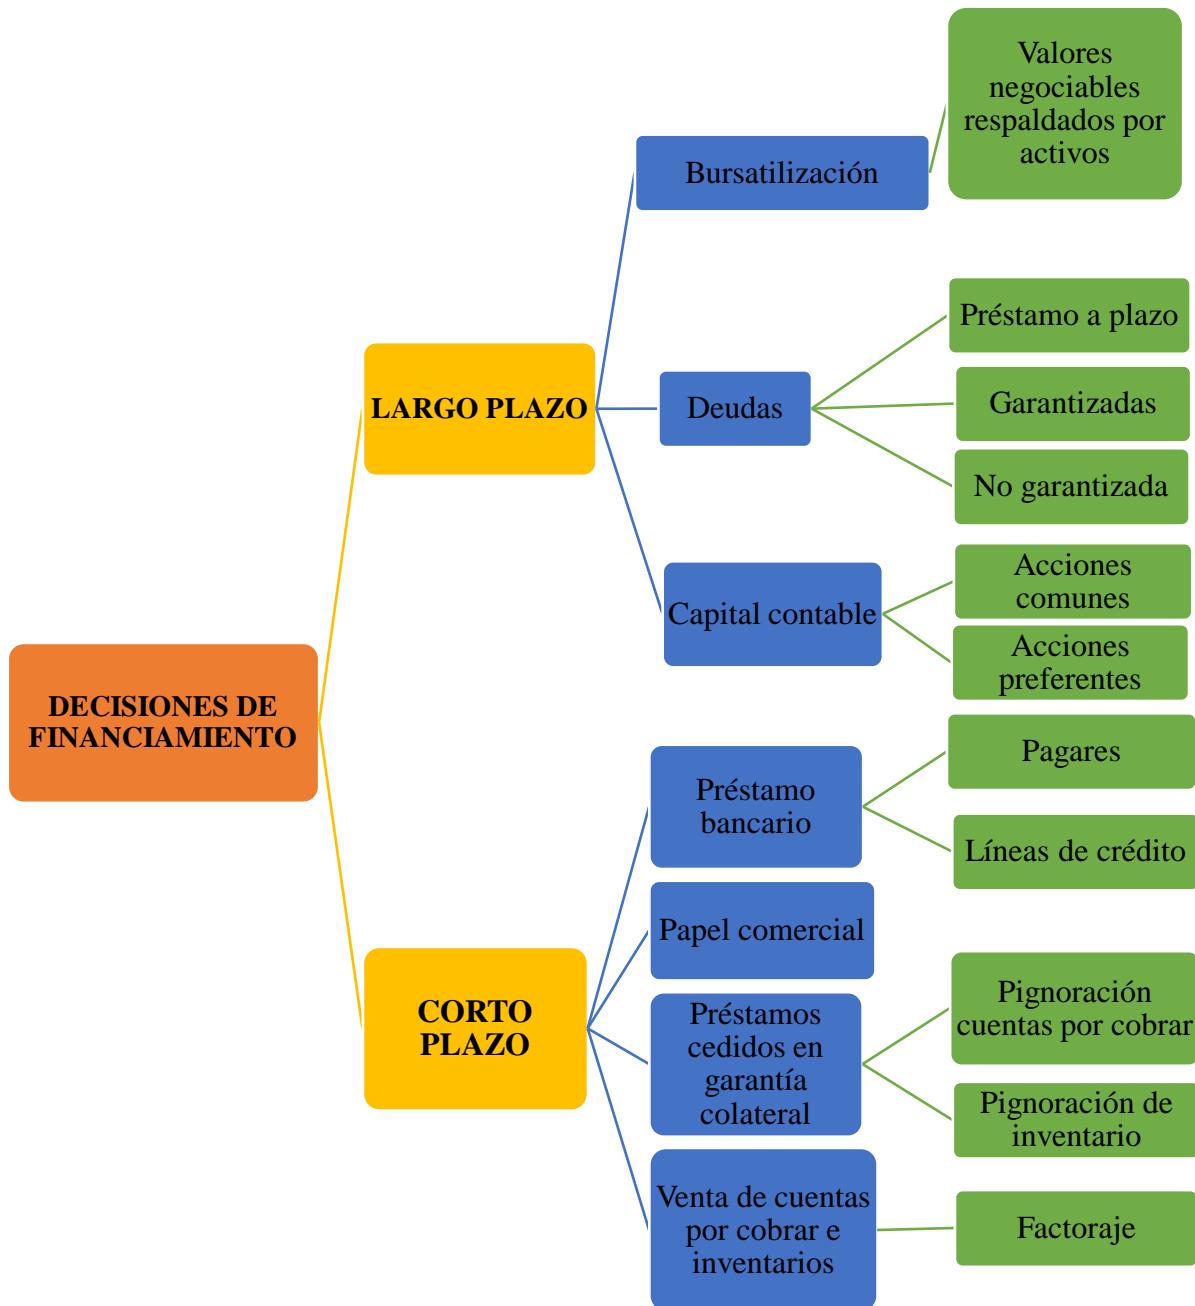 DECISIONES DE
FINANCIAMIENTO
LARGO PLAZO
Bursatilización
Valores
negociables
respaldados por
activos
Deudas
Préstamo a plazo
Garantizadas
No garantizada
Capital contable
Acciones
comunes
Acciones
preferentes
CORTO
PLAZO
Préstamo
bancario
Pagares
Líneas de crédito
Papel comercial
Préstamos
cedidos en
garantía
colateral
Pignoración
cuentas por cobrar
Pignoración de
inventario
Venta de cuentas
por cobrar e
inventarios
Factoraje